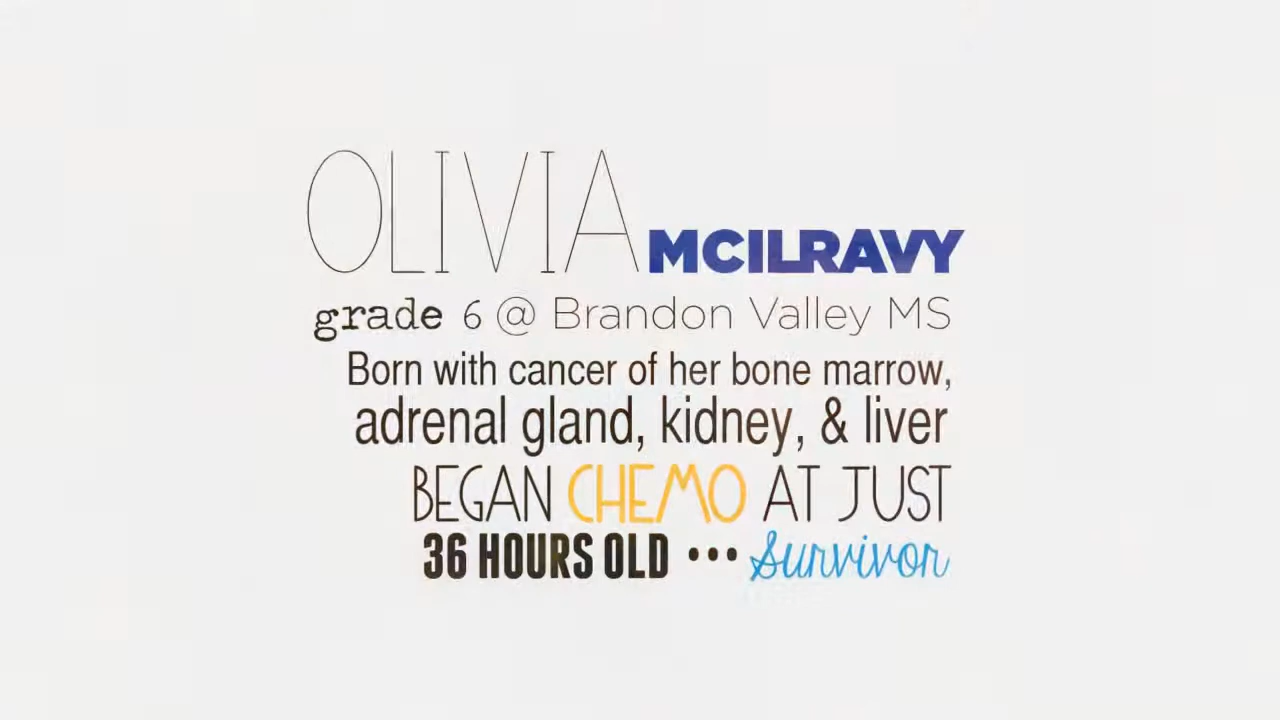 OLIVIA MCILRAVY
grade 6 @ Brandon Valley MS
Born with cancer of her bone marrow,
adrenal gland, kidney, & liver
BEGAN CHEMO AT JUST
36 HOURS OLD ••• Survivor